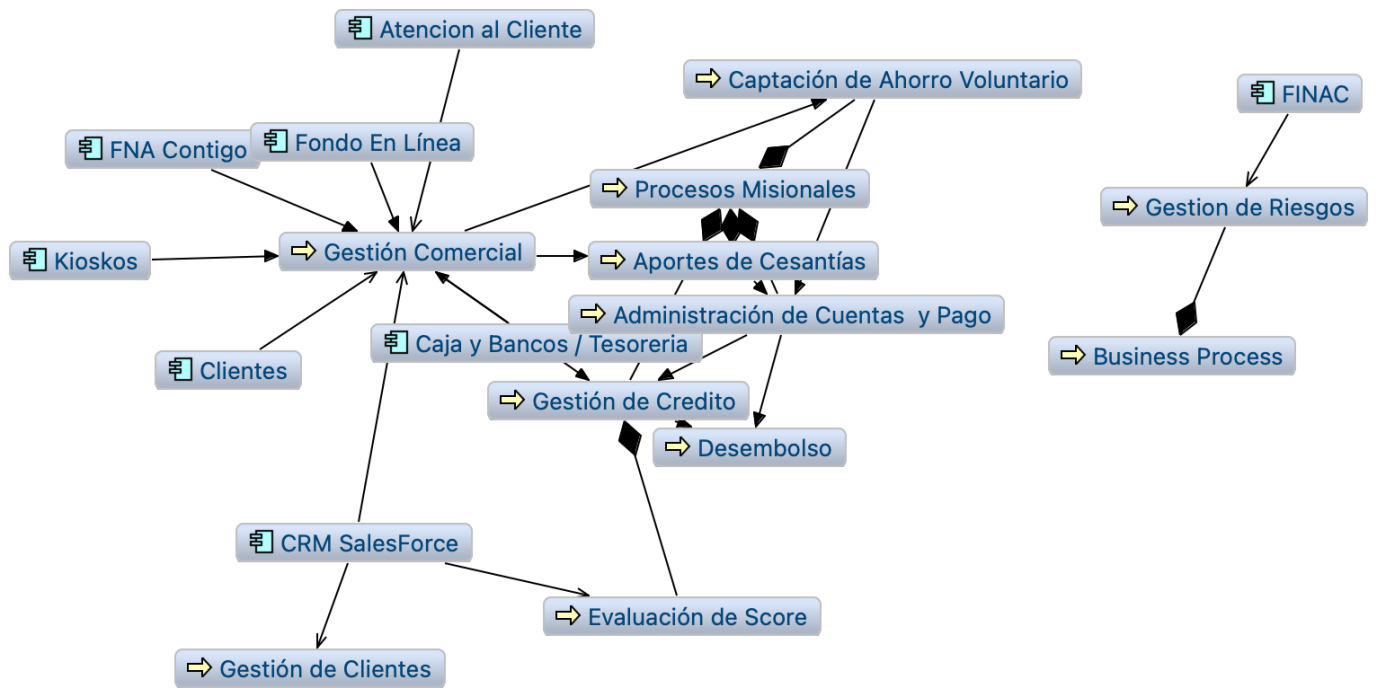 Atencion al Cliente
Captación de Ahorro Voluntario
FINAC
FNA Contigo
Fondo En Línea
Procesos Misionales
Gestion de Riesgos
Kioskos
Gestión Comercial
Aportes de Cesantías
Administración de Cuentas y Pago
Caja y Bancos / Tesoreria
Business Process
Clientes
Gestión de Credito
Desembolso
CRM SalesForce
Evaluación de Score
Gestión de Clientes